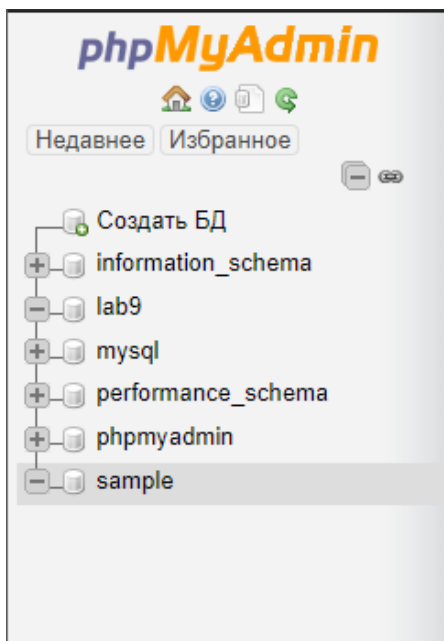 phpMyAdmin
Недавнее Избранное
Создать БД
information_schema
lab9
mysql
performance_schema
phpmyadmin
sample